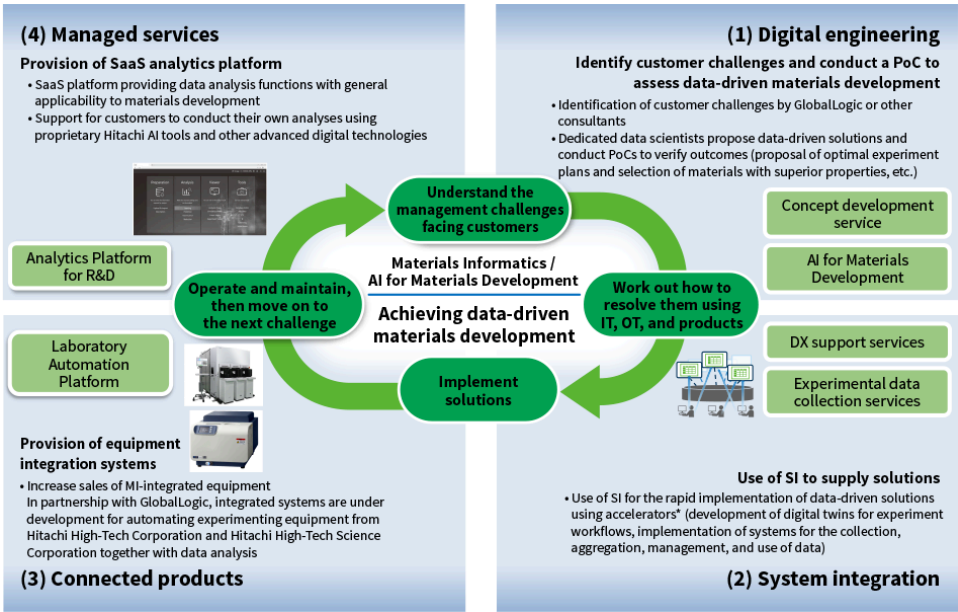 (4) Managed services
Provision of SaaS analytics platform
• SaaS platform providing data analysis functions with general
applicability to materials development
• Support for customers to conduct their own analyses using
proprietary Hitachi AI tools and other advanced digital technologies
Analytics Platform
for R&D
(1) Digital engineering
Identify customer challenges and conduct a PoC to
assess data-driven materials development
• Identification of customer challenges by GlobalLogic or other
consultants
• Dedicated data scientists propose data-driven solutions and
conduct PoCs to verify outcomes (proposal of optimal experiment
plans and selection of materials with superior properties, etc.)
Concept development
service
AI for Materials
Development
Understand the
management challenges
facing customers
Materials Informatics /
AI for Materials Development
Achieving data-driven
materials development
Operate and maintain,
then move on to
the next challenge
Work out how to
resolve them using
IT, OT, and products
Implement
solutions
Laboratory
Automation
Platform
Provision of equipment
integration systems
• Increase sales of MI-integrated equipment
In partnership with GlobalLogic, integrated systems are under
development for automating experimenting equipment from
Hitachi High-Tech Corporation and Hitachi High-Tech Science
Corporation together with data analysis
(3) Connected products
DX support services
Experimental data
collection services
Use of SI to supply solutions
• Use of SI for the rapid implementation of data-driven solutions
using accelerators* (development of digital twins for experiment
workflows, implementation of systems for the collection,
aggregation, management, and use of data)
(2) System integration